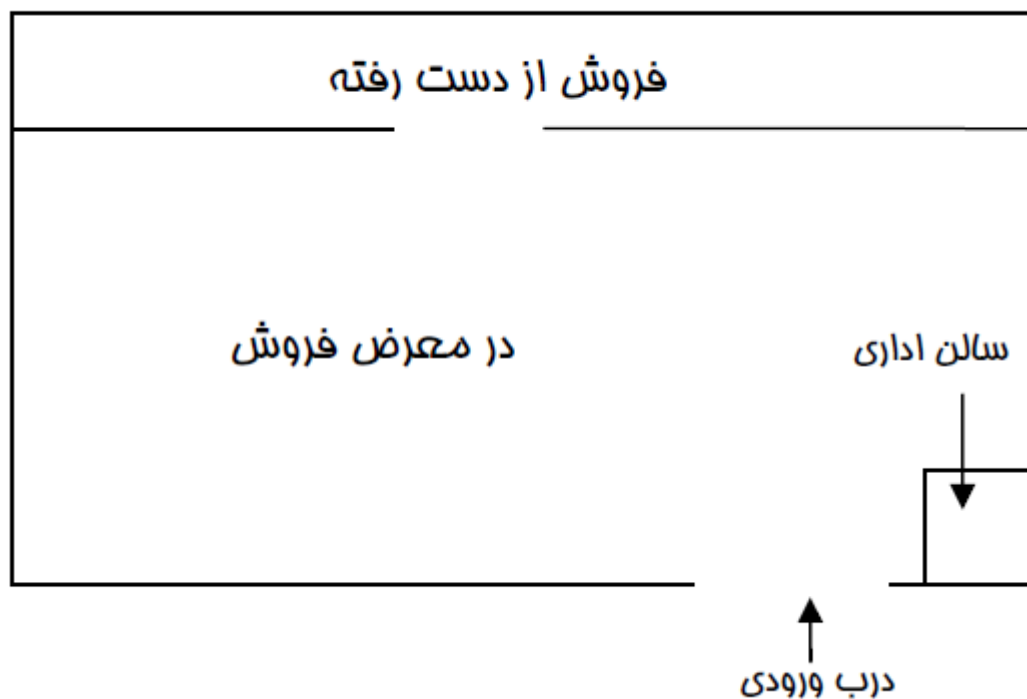 فروش از دست رفته
در معرض فروش
سالن اداری
درب ورودی